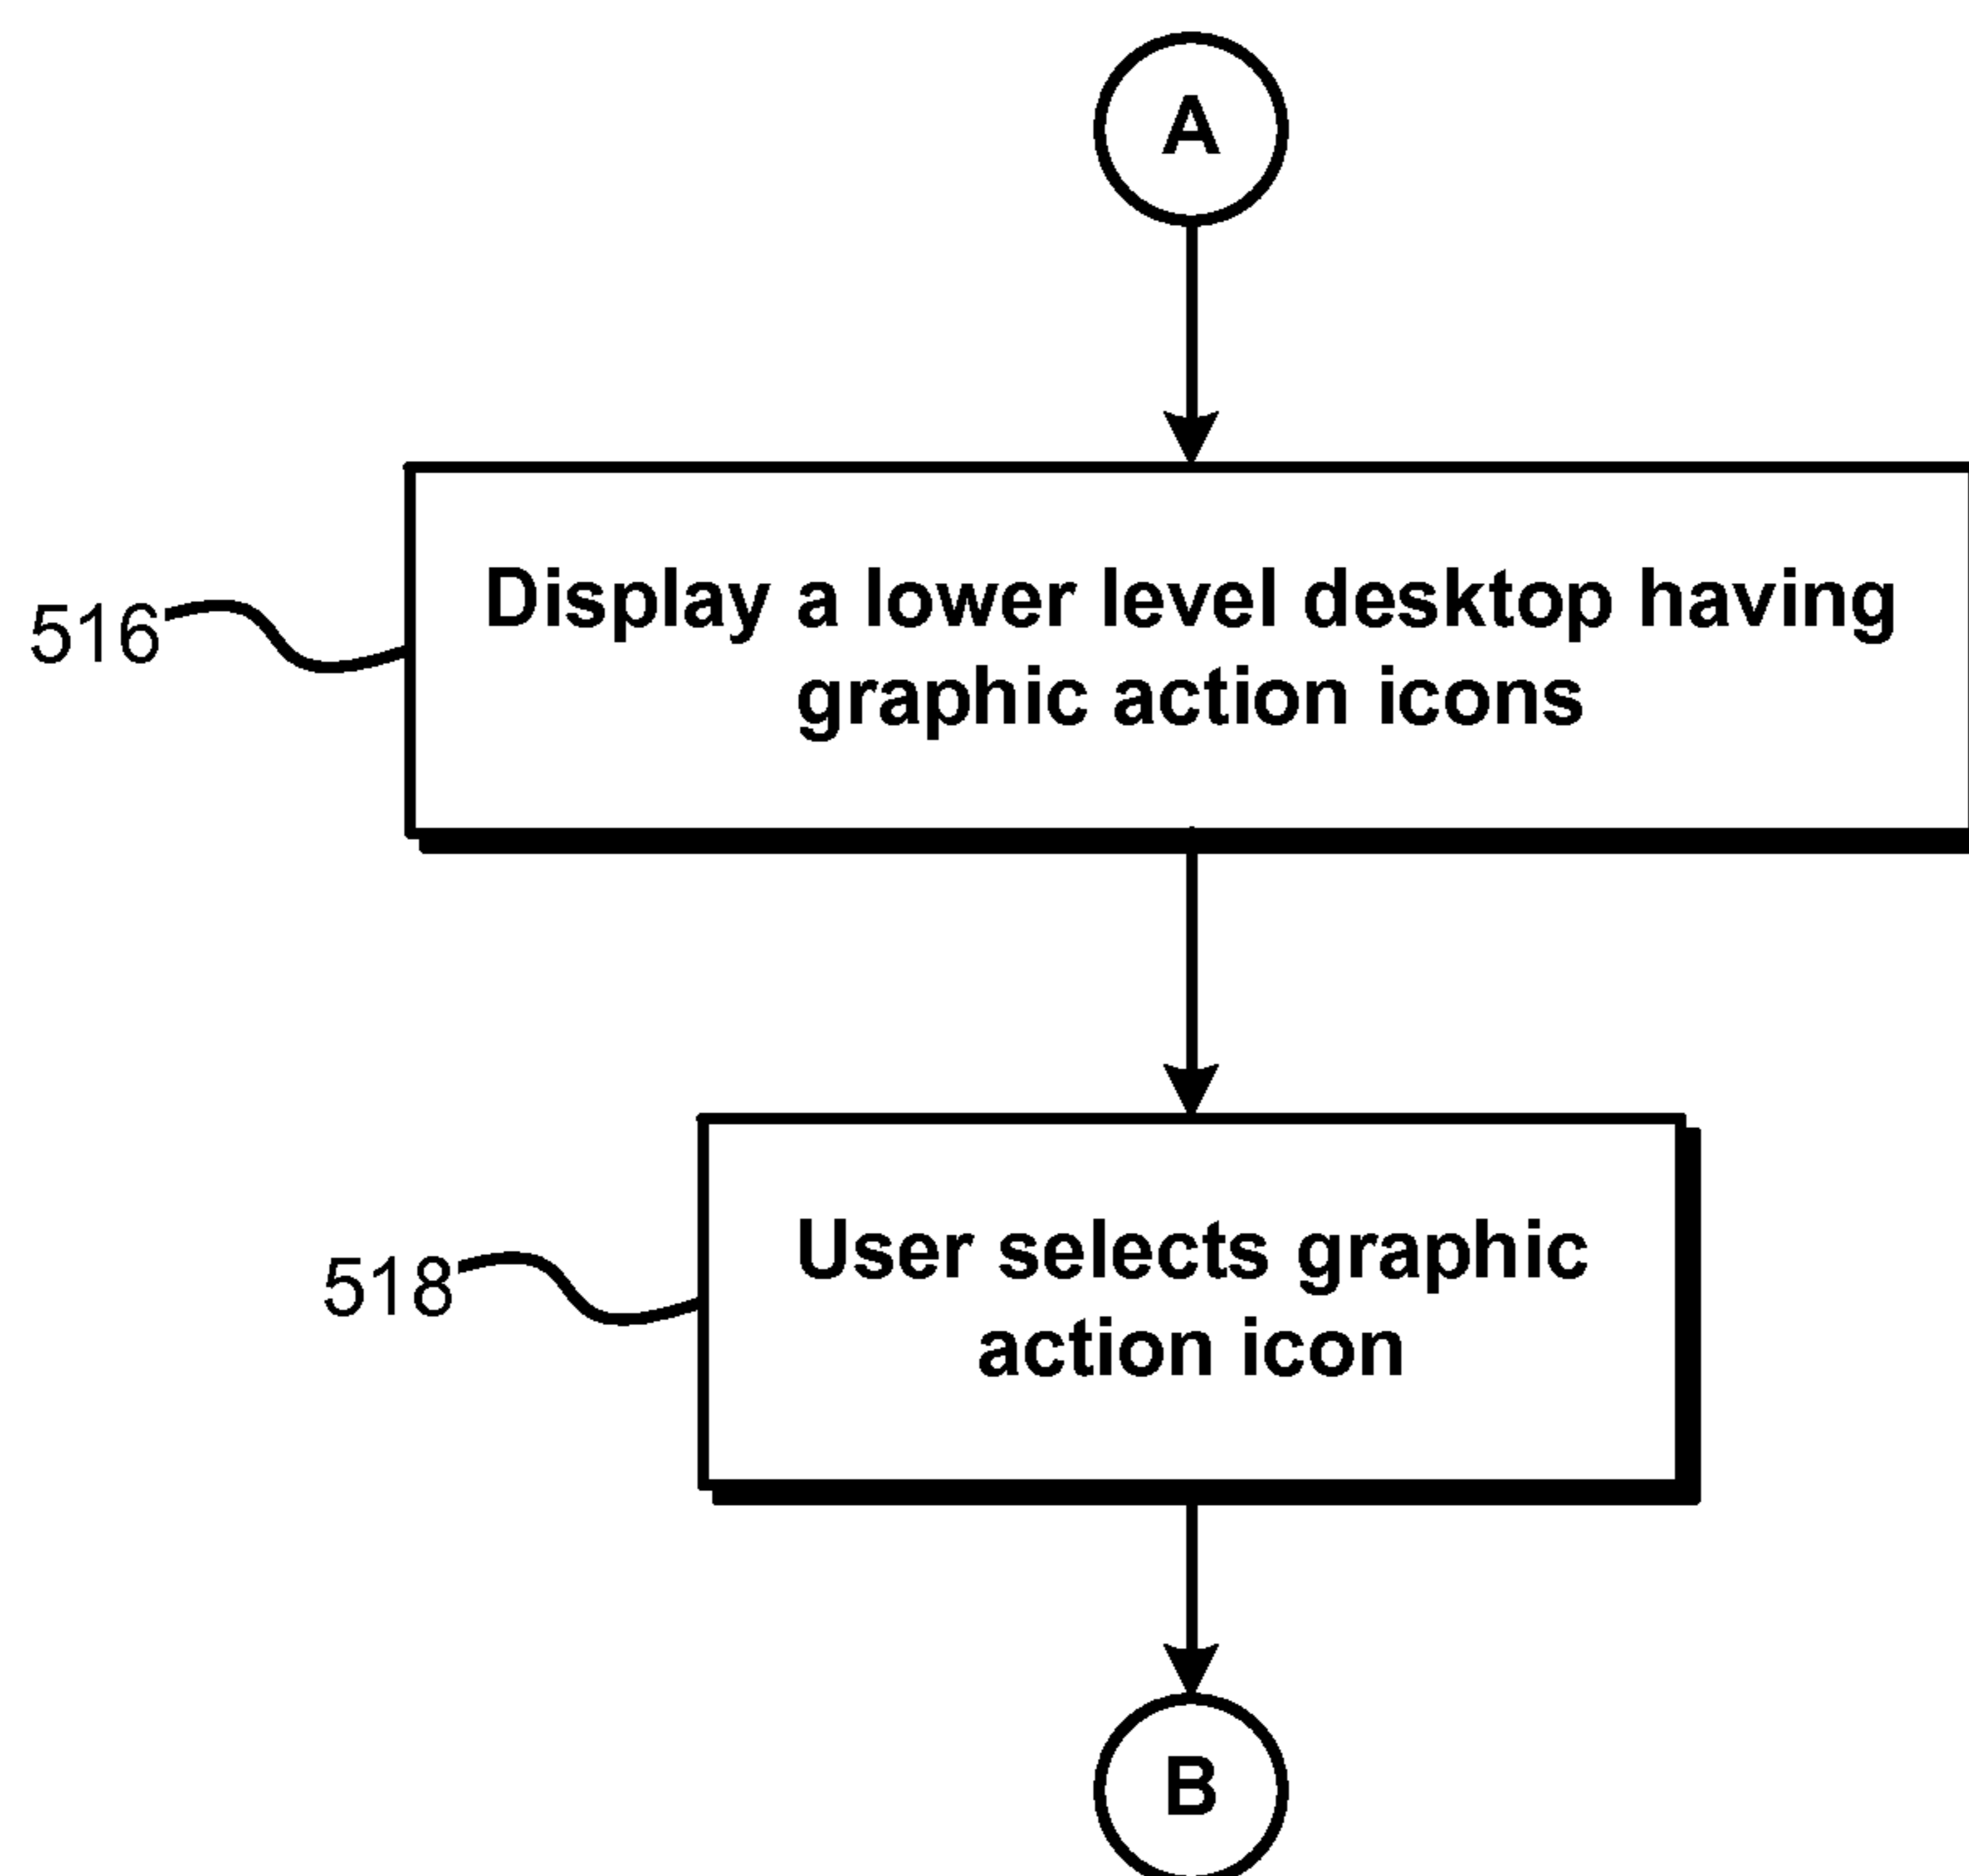 A
Display a lower level desktop having
graphic action icons
516
User selects graphic
action icon
518
B